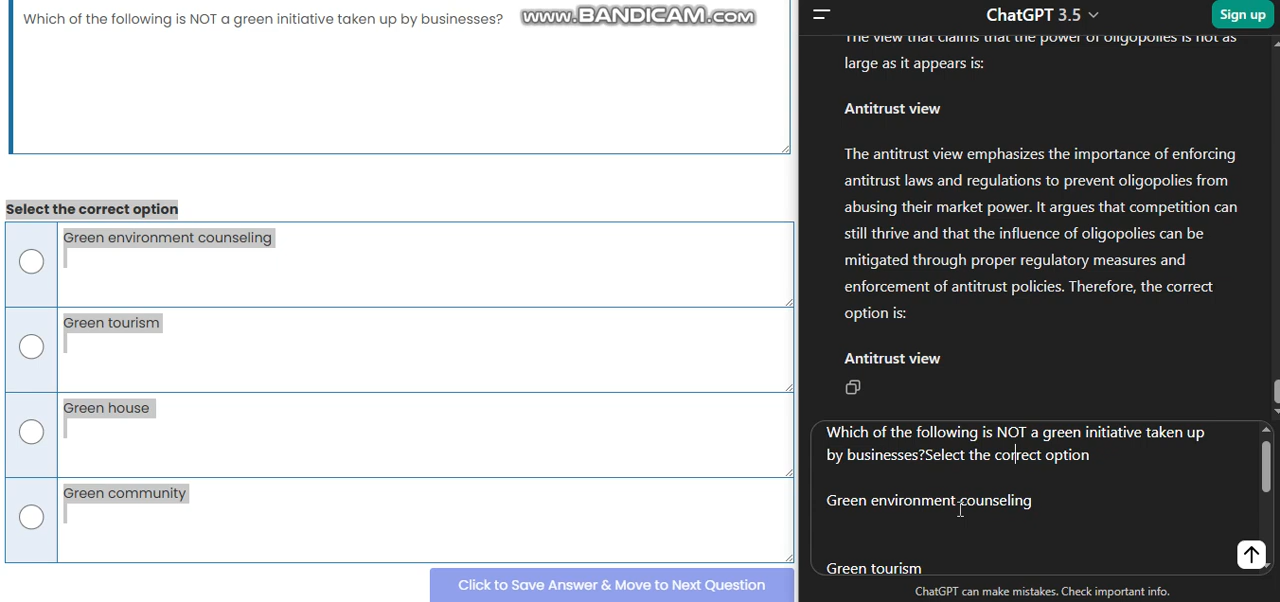 Which of the following is NOT a green initiative taken up by businesses?
www.BANDICAM.com
Select the correct option
Green environment counseling
Green tourism
Green house
Green community
Click to Save Answer & Move to Next Question
ChatGPT 3.5
Sign up
The view that claims that the power of oligopolies is not as
large as it appears is:
Antitrust view
The antitrust view emphasizes the importance of enforcing
antitrust laws and regulations to prevent oligopolies from
abusing their market power. It argues that competition can
still thrive and that the influence of oligopolies can be
mitigated through proper regulatory measures and
enforcement of antitrust policies. Therefore, the correct
option is:
Antitrust view
Which of the following is NOT a green initiative taken up
by businesses?Select the correct option
Green environment counseling
Green tourism
ChatGPT can make mistakes. Check important info.